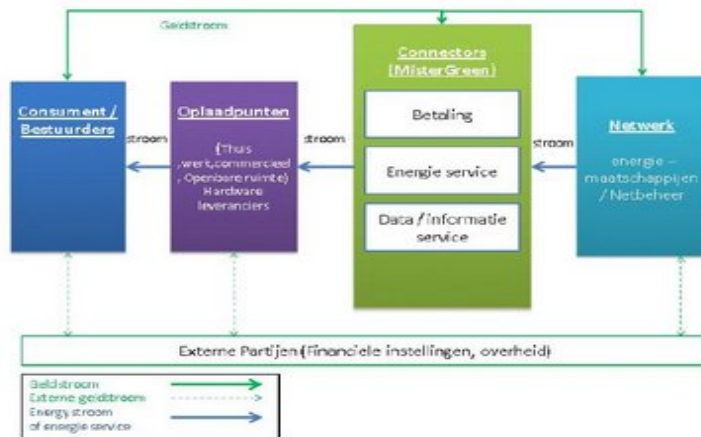 Geldstroom
Connectors
(MisterGreen)
Consument /
Bestuurders
Oplaadpunten
Netwerk
Betaling
stroom
stroom
stroom
(Thuis
,werk,commercieel
, Openbare ruimte)
Hardware
leveranciers
energie –
maatschappijen
/ Netbeheer
Energie service
Data / informatie
service
Externe Partijen (Financiële instellingen, overheid)
Geldstroom
Externe geldstroom
Energy stroom
of energie service